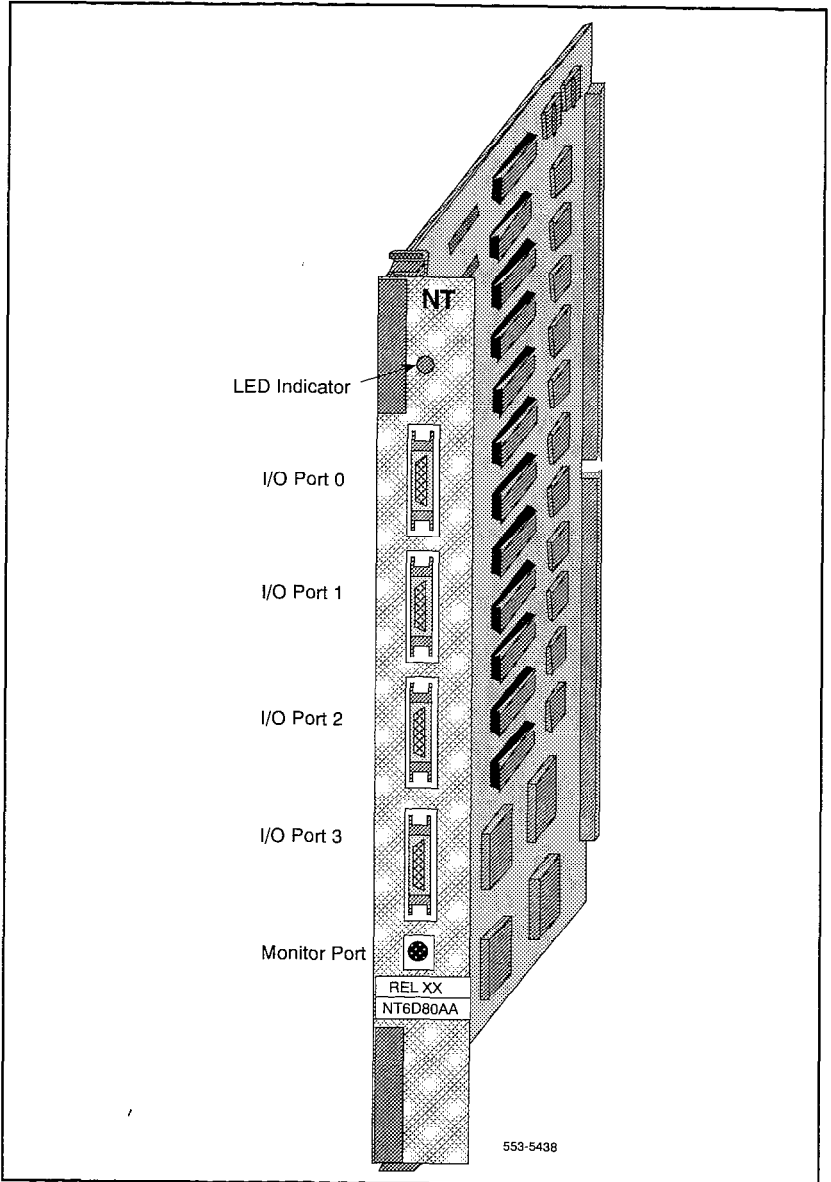 NT
LED Indicator
I/O Port 0
I/O Port 1
I/O Port 2
I/O Port 3
Monitor Port
REL XX
NT6D80AA
553-5438